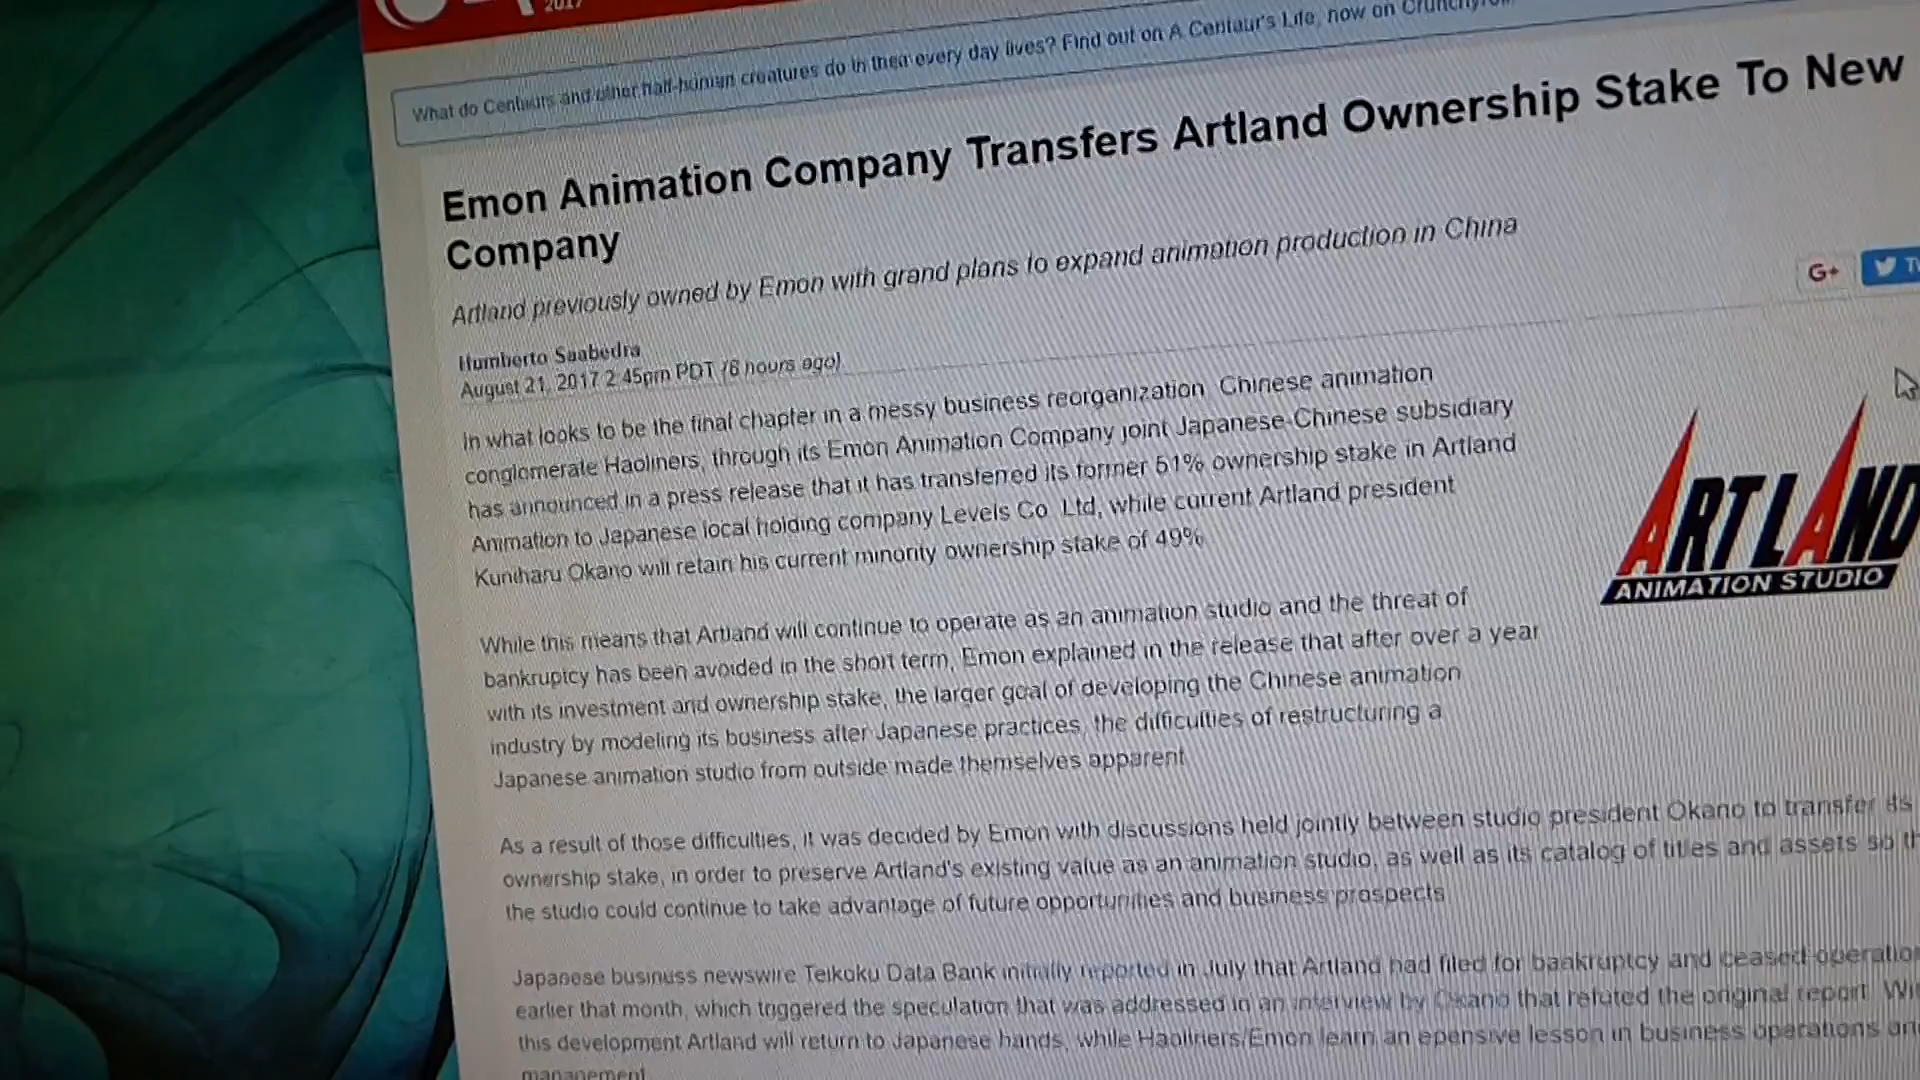 2017
What do Centaurs and other half-human creatures do in their every day lives? Find out on A Centaur's Life, now on Crunchyroll.
Emon Animation Company Transfers Artland Ownership Stake To New
Company
Artland previously owned by Emon with grand plans to expand animation production in China
G+
Humberto Saabedra
August 21, 2017 2:45pm PDT (6 hours ago)
In what looks to be the final chapter in a messy business reorganization Chinese animation
conglomerate Haoliners, through its Emon Animation Company joint Japanese-Chinese subsidiary
has announced in a press release that it has transferred its former 51% ownership stake in Artland
Animation to Japanese local holding company Levels Co. Ltd, while current Artland president
Kuniharu Okano will retain his current minority ownership stake of 49%
ARTLAND
ANIMATION STUDIO
While this means that Artland will continue to operate as an animation studio and the threat of
bankruptcy has been avoided in the short term, Emon explained in the release that after over a year
with its investment and ownership stake, the larger goal of developing the Chinese animation
industry by modeling its business after Japanese practices, the difficulties of restructuring a
Japanese animation studio from outside made themselves apparent
As a result of those difficulties, it was decided by Emon with discussions held jointly between studio president Okano to transfer its
ownership stake, in order to preserve Artland's existing value as an animation studio, as well as its catalog of titles and assets so
the studio could continue to take advantage of future opportunities and business prospects
Japanese business newswire Teikoku Data Bank initially reported in July that Artland had filed for bankruptcy and ceased
earlier that month, which triggered the speculation that was addressed in an interview by Okano that refuted the original report
this development Artland will return to Japanese hands, while Haoliners/Emon learn an epensive lesson in business operations
management